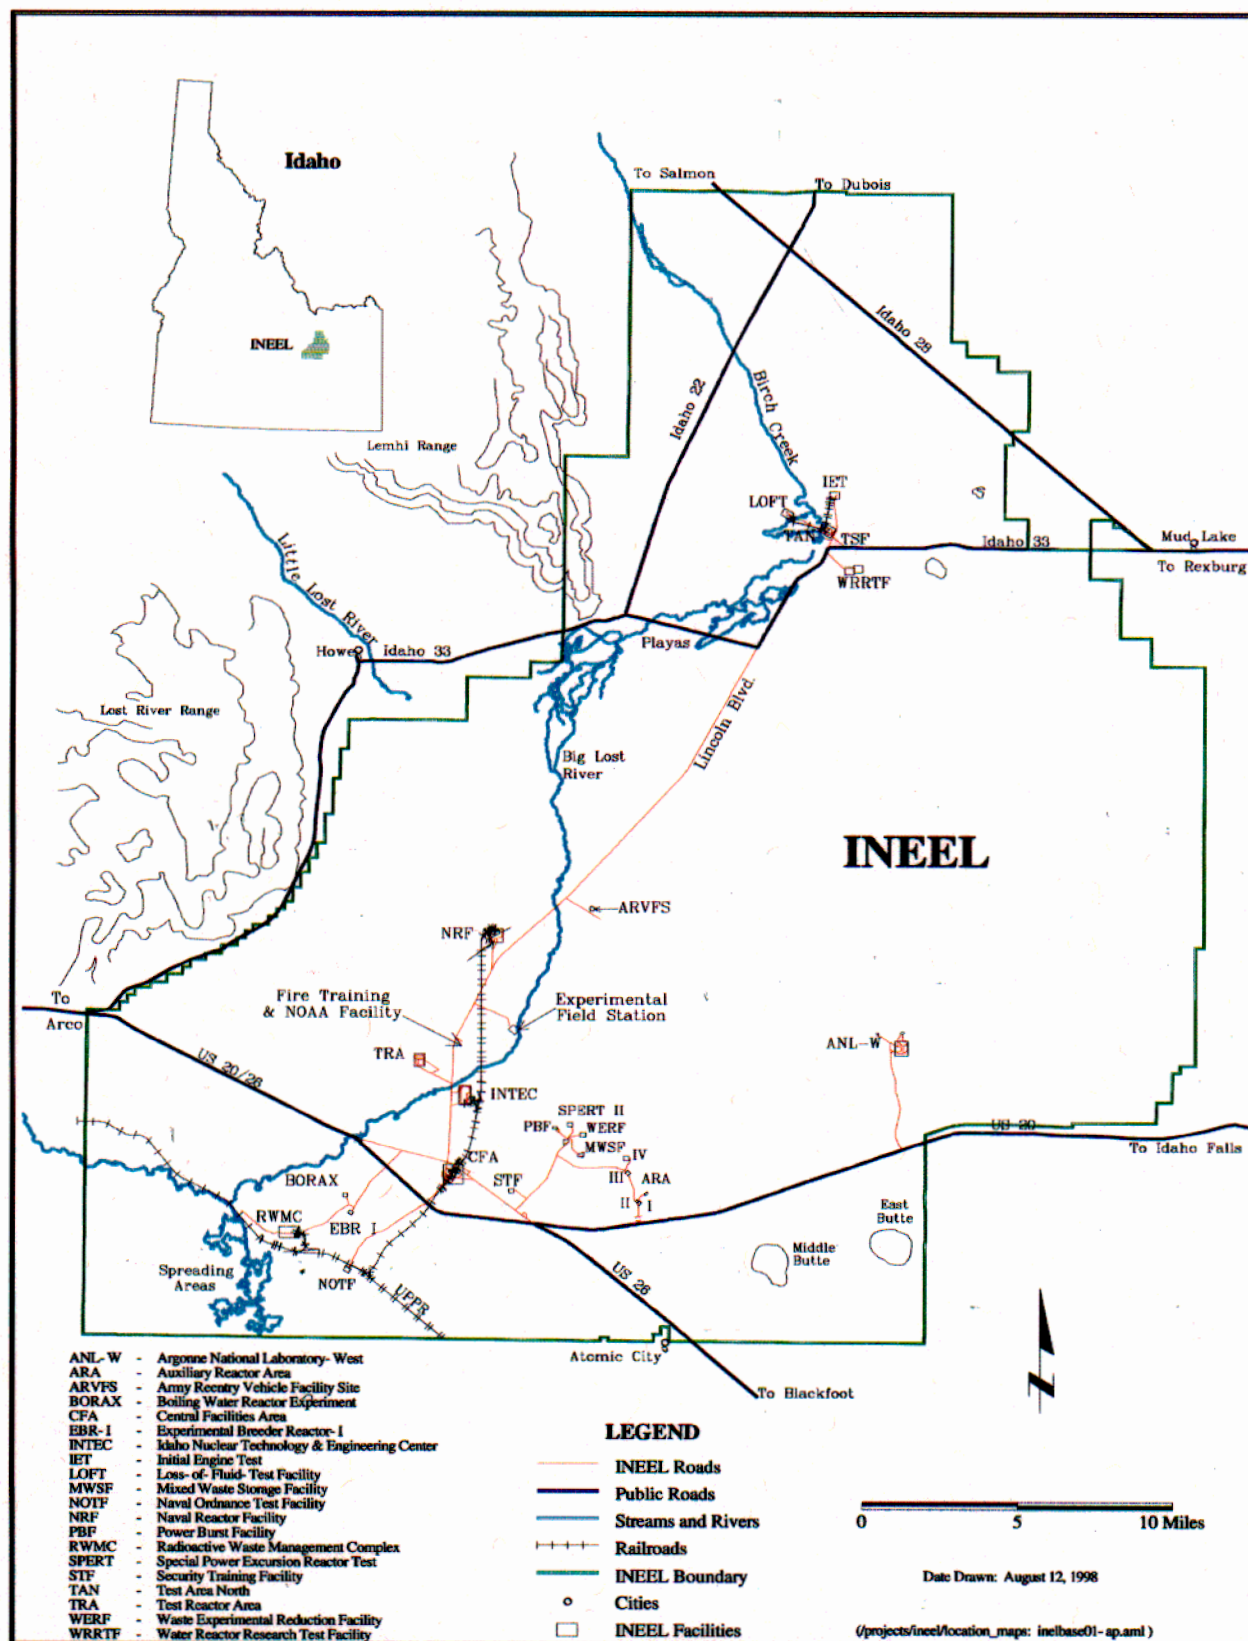 Idaho
To Salmon
To Dubois
INEEL
Idaho 28
Idaho 22
Birch Creek
Lemhi Range
IET
LOFT
TAN
TSF
Idaho 33
Mud Lake
To Rexburg
WRRTF
Little Lost River
Howe
Idaho 33
Playas
Lost River Range
Lincoln Blvd.
Big Lost
River
INEEL
ARVFS
NRF
To
Arco
Fire Training
& NOAA Facility
Experimental
Field Station
US 20/26
TRA
ANL-W
INTEC
SPERT II
PBF
WERF
MWSF
US 20
To Idaho Falls
CFA
IV
III
ARA
STF
II
I
BORAX
RWMC
EBR I
East
Butte
Middle
Butte
Spreading
Areas
NOTF
UPPR
US 26
Atomic City
To Blackfoot
ANL-W - Argonne National Laboratory-West
ARA - Auxiliary Reactor Area
ARVFS - Army Reentry Vehicle Facility Site
BORAX - Boiling Water Reactor Experiment
CFA - Central Facilities Area
EBR-I - Experimental Breeder Reactor-I
INTEC - Idaho Nuclear Technology & Engineering Center
IET - Initial Engine Test
LOFT - Loss-of-Fluid-Test Facility
MWSF - Mixed Waste Storage Facility
NOTF - Naval Ordnance Test Facility
NRF - Naval Reactor Facility
PBF - Power Burst Facility
RWMC - Radioactive Waste Management Complex
SPERT - Special Power Excursion Reactor Test
STF - Security Training Facility
TAN - Test Area North
TRA - Test Reactor Area
WERF - Waste Experimental Reduction Facility
WRRTF - Water Reactor Research Test Facility
LEGEND
INEEL Roads
Public Roads
Streams and Rivers
Railroads
INEEL Boundary
Cities
INEEL Facilities
N
0 5 10 Miles
Date Drawn: August 12, 1998
(/projects/ineel/location_maps: inelbase01-ap.aml )